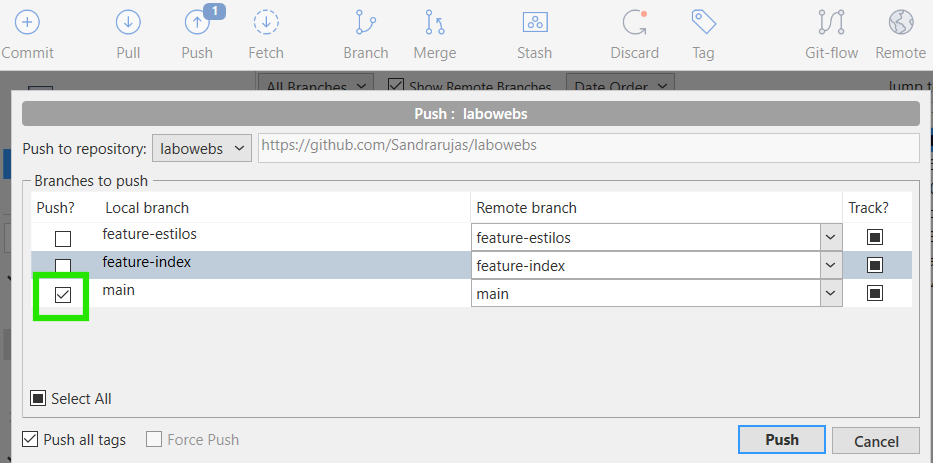 1
Commit Pull Push Fetch Branch Merge Stash Discard Tag Git-flow Remote
All Branches Show Remote Branches Date Order Jump t
Push : labowebs
Push to repository: labowebs https://github.com/Sandrarujas/labowebs
Branches to push
Push? Local branch Remote branch Track?
feature-estilos feature-estilos
feature-index feature-index
main main
Select All
Push all tags Force Push Push Cancel